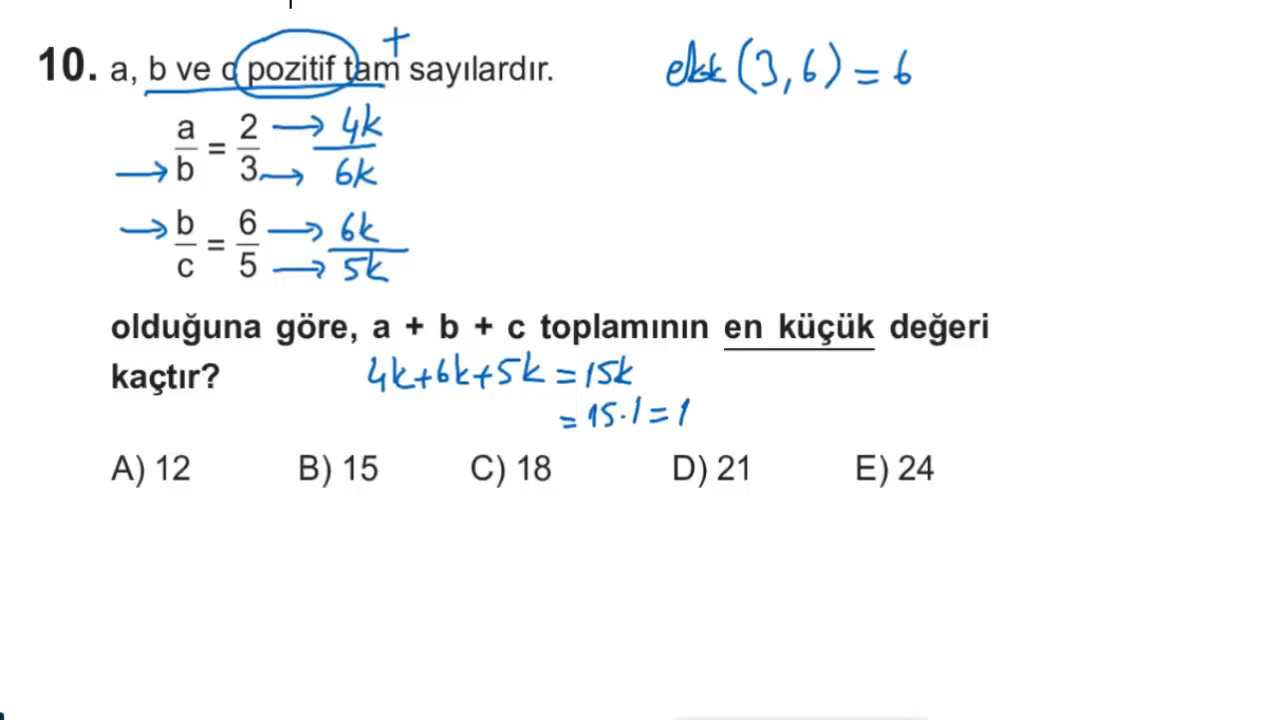 10. a, b ve c pozitif tam sayılardır.
+
ekk (3,6) = 6
a/b = 2/3 → 4k/6k
b/c = 6/5 → 6k/5k
olduğuna göre, a + b + c toplamının en küçük değeri
kaçtır?
4k+6k+5k = 15k
= 15.1 = 1
A) 12 B) 15 C) 18 D) 21 E) 24